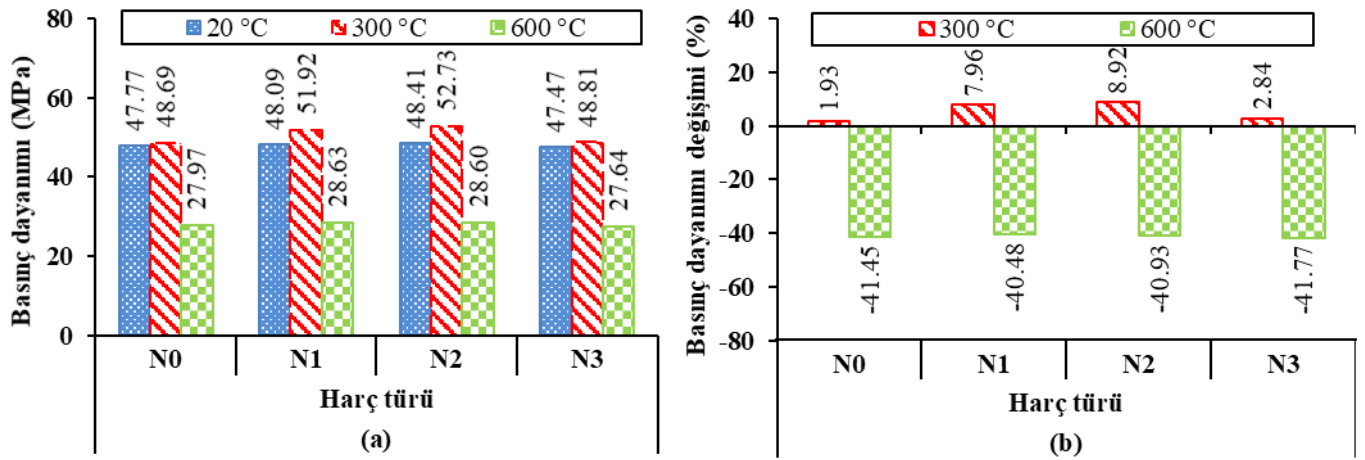 20 °C 300 °C 600 °C
Basınç dayanımı (MPa)
80
60
40
20
0
47.77 48.69 27.97
48.09 51.92 28.63
48.41 52.73 28.60
47.47 48.81 27.64
N0 N1 N2 N3
Harç türü
(a)
300 °C 600 °C
Basınç dayanımı değişimi (%)
40
20
0
-20
-40
-60
-80
1.93 7.96 8.92 2.84
-41.45 -40.48 -40.93 -41.77
N0 N1 N2 N3
Harç türü
(b)